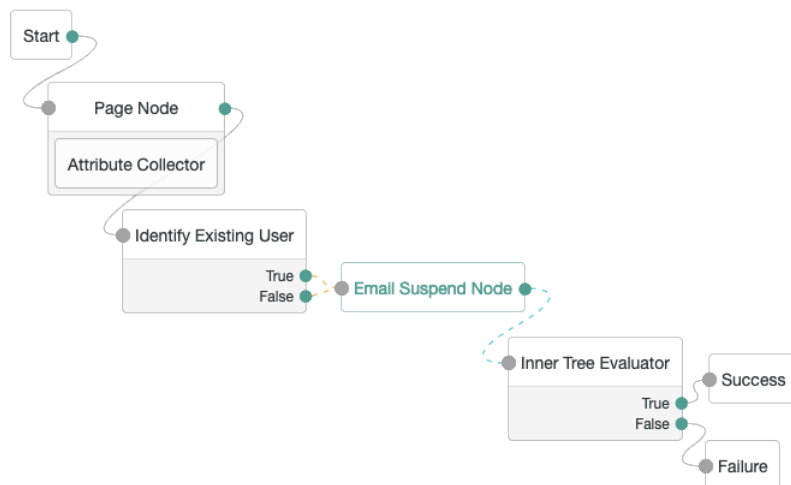 Start
Page Node
Attribute Collector
Identify Existing User
True
False
Email Suspend Node
Inner Tree Evaluator
True
False
Success
Failure